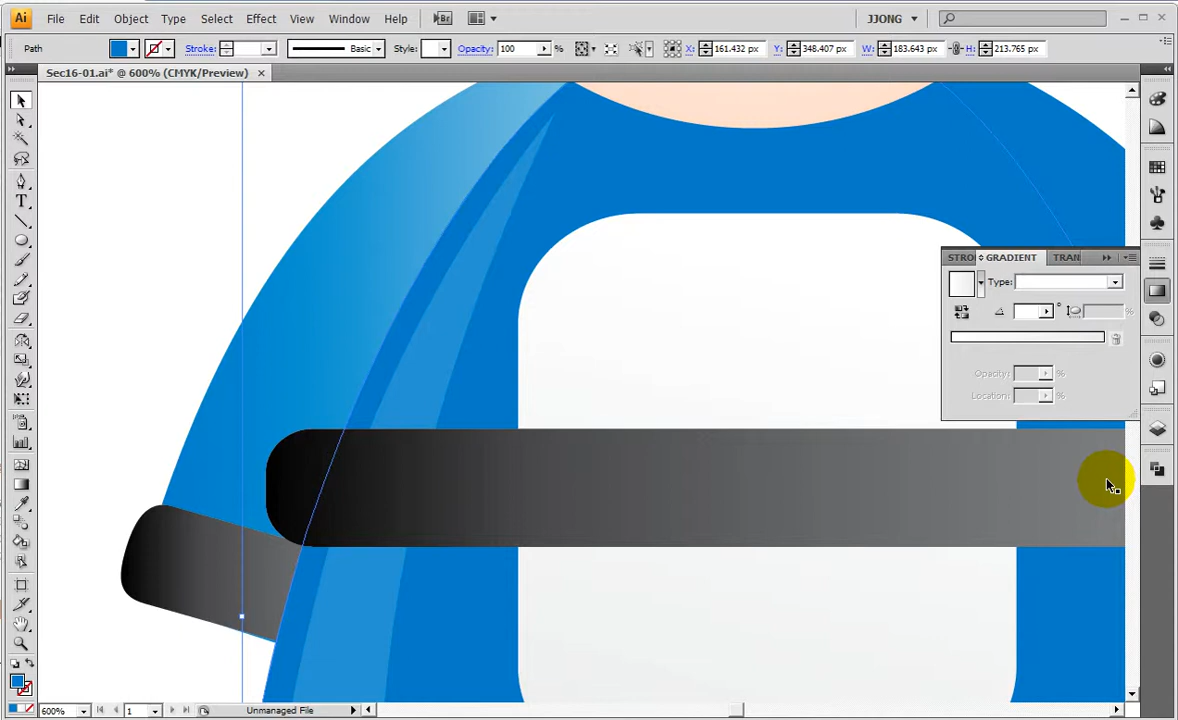 Ai File Edit Object Type Select Effect View Window Help Br JJONG
Path Stroke: Basic Style: Opacity: 100 % X: 161.432 px Y: 348.407 px W: 183.643 px H: 213.765 px
Sec16-01.ai* @ 600% (CMYK/Preview)
STRO GRADIENT TRAN
Type:
°
%
Opacity: %
Location: %
T
600% 1 Unmanaged File